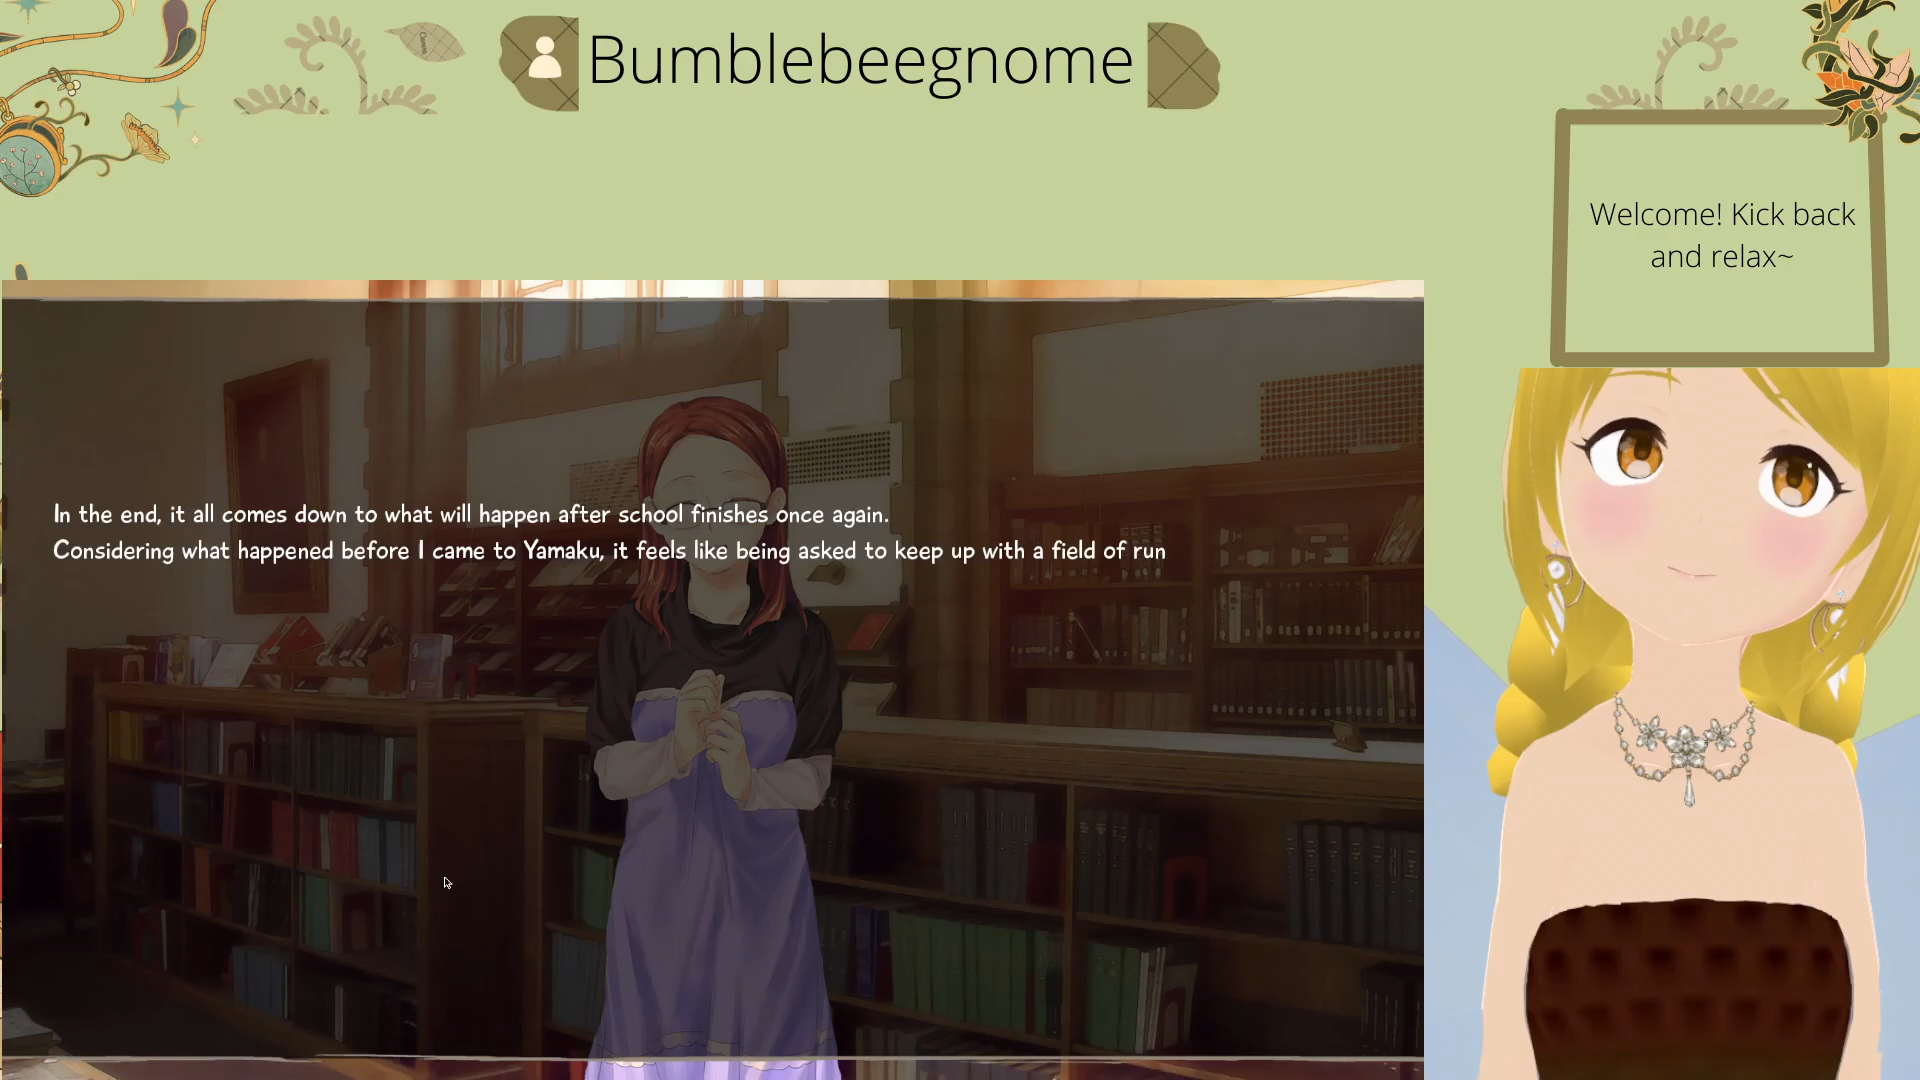 Bumblebeegnome
Canva
Welcome! Kick back
and relax~
In the end, it all comes down to what will happen after school finishes once again.
Considering what happened before I came to Yamaku, it feels like being asked to keep up with a field of run